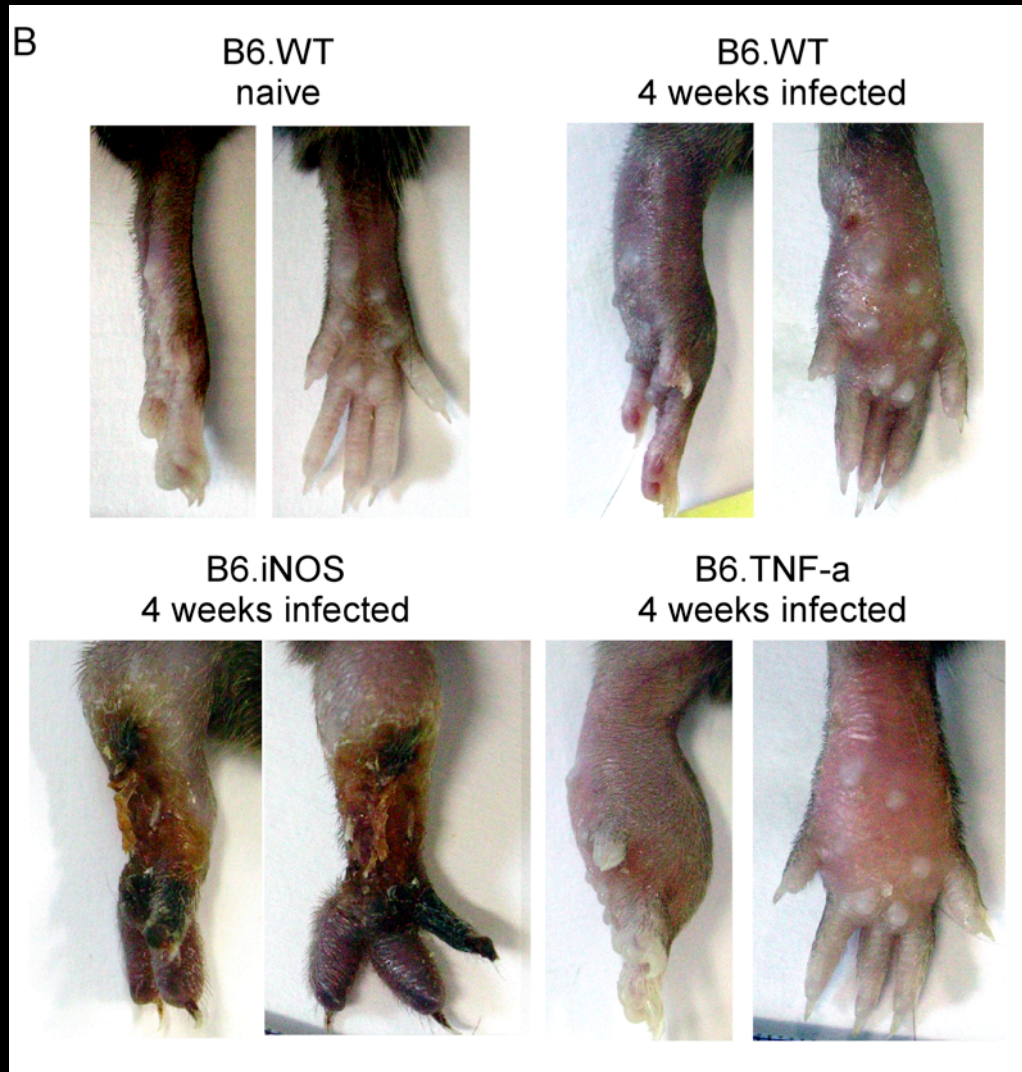 B
B6.WT
naive
B6.WT
4 weeks infected
B6.iNOS
4 weeks infected
B6.TNF-a
4 weeks infected